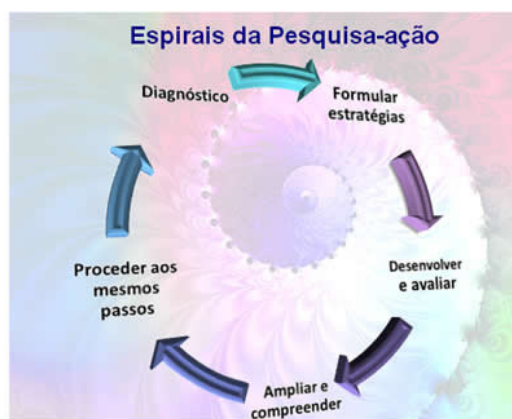 Espirais da Pesquisa-ação
Diagnóstico
Formular
estratégias
Desenvolver
e avaliar
Ampliar e
compreender
Proceder aos
mesmos
passos